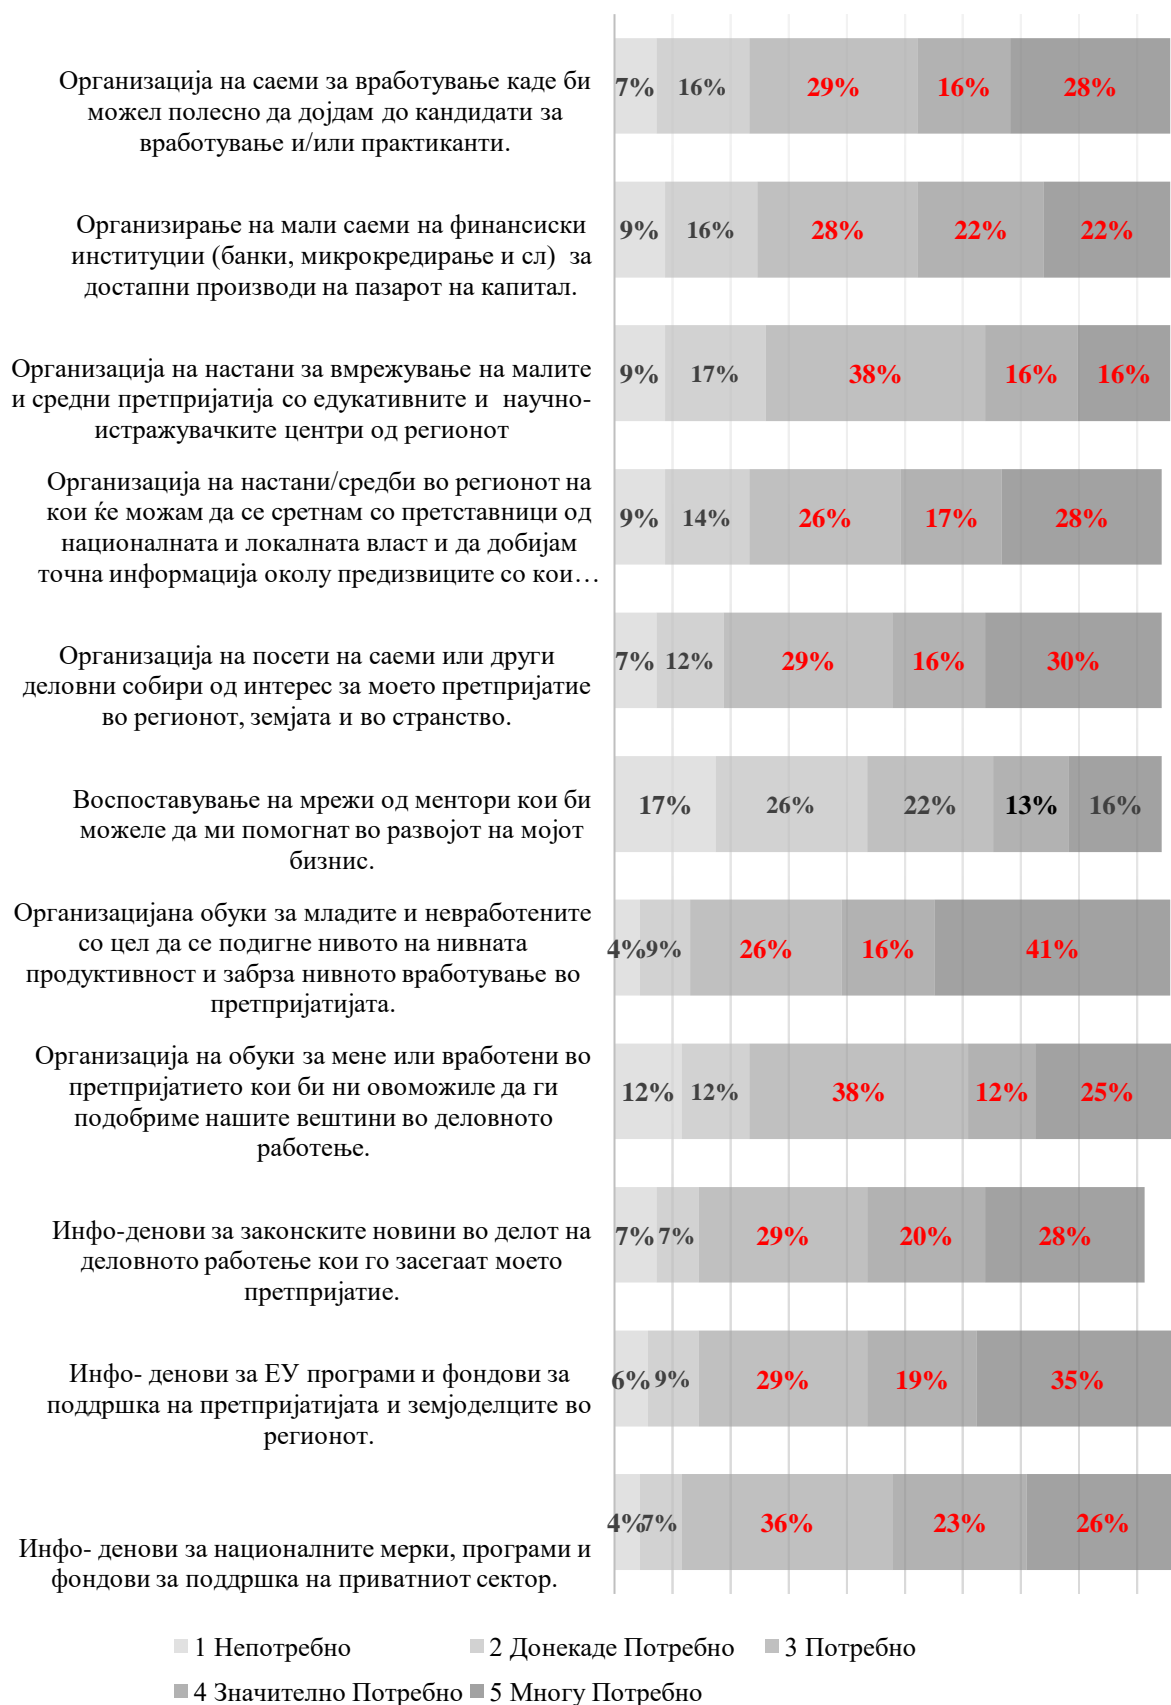 Организација на саеми за вработување каде би
можел полесно да дојдам до кандидати за
вработување и/или практиканти.
7% 16% 29% 16% 28%
Организирање на мали саеми на финансиски
институции (банки, микрокредирање и сл) за
достапни производи на пазарот на капитал.
9% 16% 28% 22% 22%
Организација на настани за вмрежување на малите
и средни претпријатија со едукативните и научно-
истражувачките центри од регионот
9% 17% 38% 16% 16%
Организација на настани/средби во регионот на
кои ќе можам да се сретнам со претставници од
националната и локалната власт и да добијам
точна информација околу предизвиците со кои…
9% 14% 26% 17% 28%
Организација на посети на саеми или други
деловни собири од интерес за моето претпријатие
во регионот, земјата и во странство.
7% 12% 29% 16% 30%
Воспоставување на мрежи од ментори кои би
можеле да ми помогнат во развојот на мојот
бизнис.
17% 26% 22% 13% 16%
Организацијана обуки за младите и невработените
со цел да се подигне нивото на нивната
продуктивност и забрза нивното вработување во
претпријатијата.
4% 9% 26% 16% 41%
Организација на обуки за мене или вработени во
претпријатието кои би ни овоможиле да ги
подобриме нашите вештини во деловното
работење.
12% 12% 38% 12% 25%
Инфо-денови за законските новини во делот на
деловното работење кои го засегаат моето
претпријатие.
7% 7% 29% 20% 28%
Инфо- денови за ЕУ програми и фондови за
поддршка на претпријатијата и земјоделците во
регионот.
6% 9% 29% 19% 35%
Инфо- денови за националните мерки, програми и
фондови за поддршка на приватниот сектор.
4% 7% 36% 23% 26%
1 Непотребно 2 Донекаде Потребно 3 Потребно
4 Значително Потребно 5 Многу Потребно